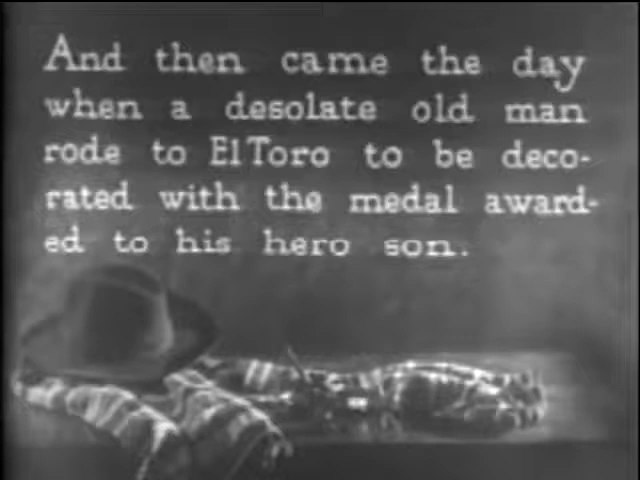 And then came the day
when a desolate old man
rode to El Toro to be deco-
rated with the medal award-
ed to his hero son.